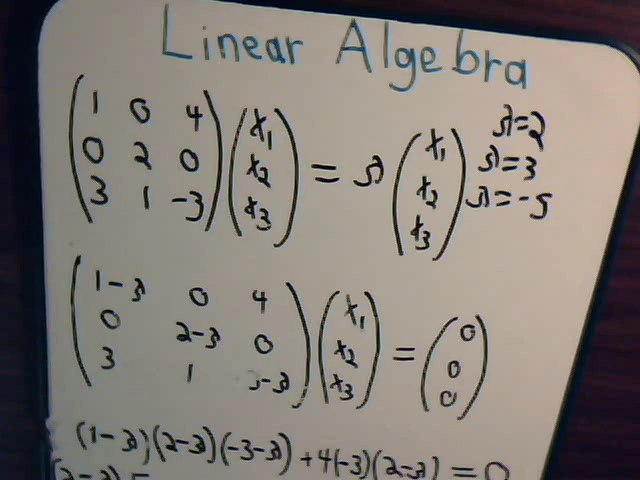 Linear Algebra
( 1 0 4 ) ( x₁ ) = λ ( x₁ ) λ=2
( 0 2 0 ) ( x₂ ) ( x₂ ) λ=3
( 3 1 -3 ) ( x₃ ) ( x₃ ) λ=-5
( 1-λ 0 4 ) ( x₁ ) = ( 0 )
( 0 2-λ 0 ) ( x₂ ) ( 0 )
( 3 1 -λ ) ( x₃ ) ( 0 )
(1-λ)(2-λ)(-3-λ)+4(-3)(2-λ)=0
(2-λ)